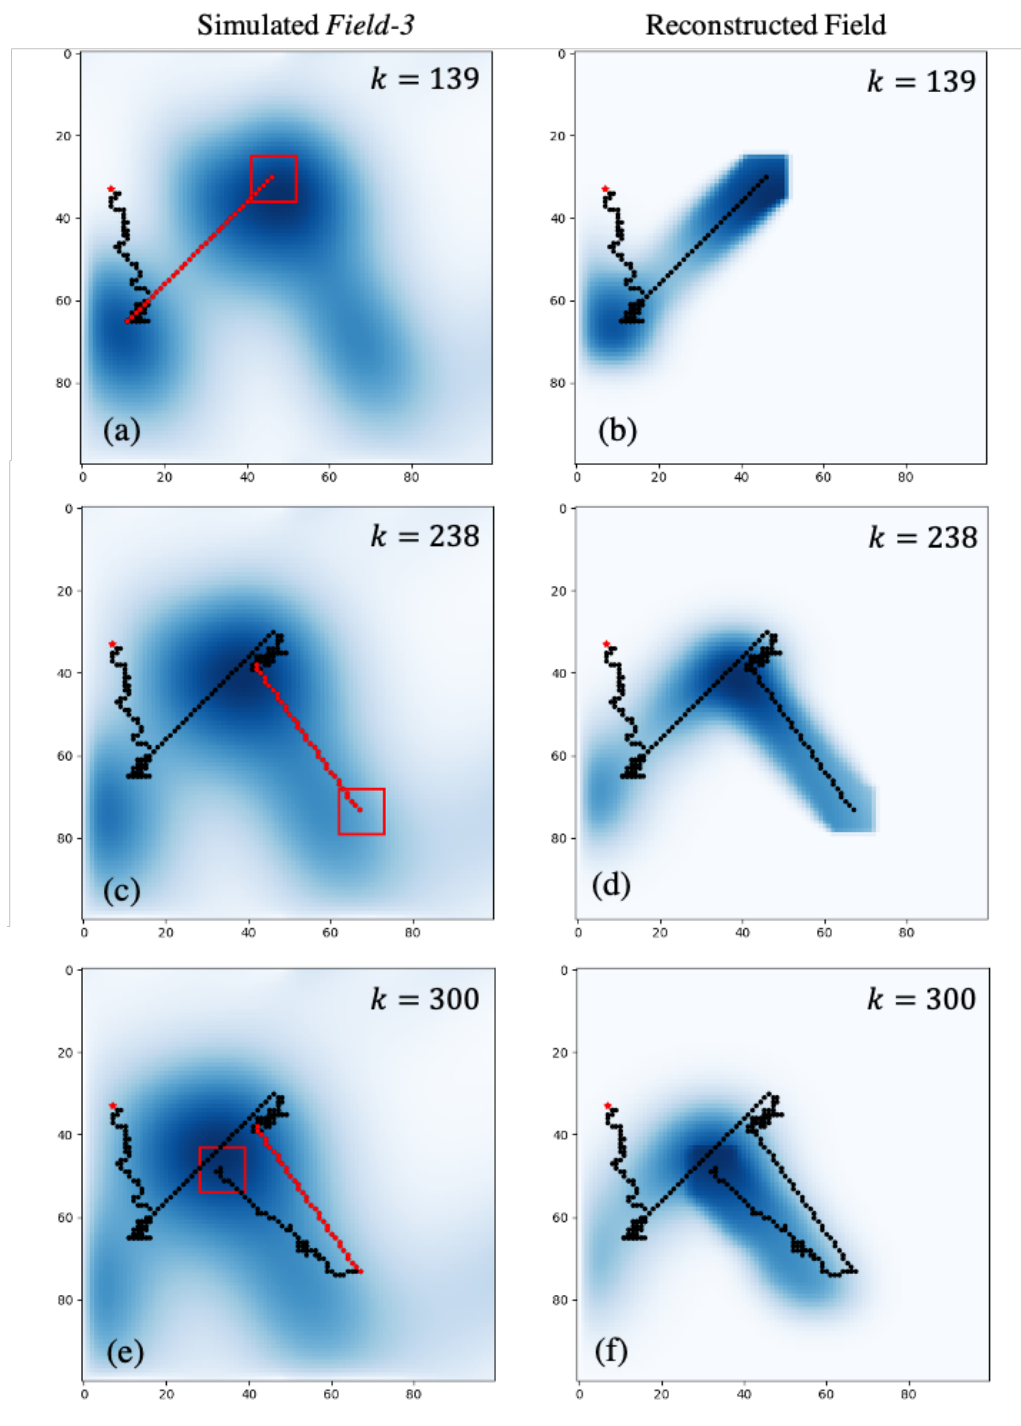 Simulated Field-3 Reconstructed Field
k = 139 k = 139
0 0
20 20
40 40
60 60
80 80
(a) (b)
0 20 40 60 80 0 20 40 60 80
k = 238 k = 238
0 0
20 20
40 40
60 60
80 80
(c) (d)
0 20 40 60 80 0 20 40 60 80
k = 300 k = 300
0 0
20 20
40 40
60 60
80 80
(e) (f)
0 20 40 60 80 0 20 40 60 80